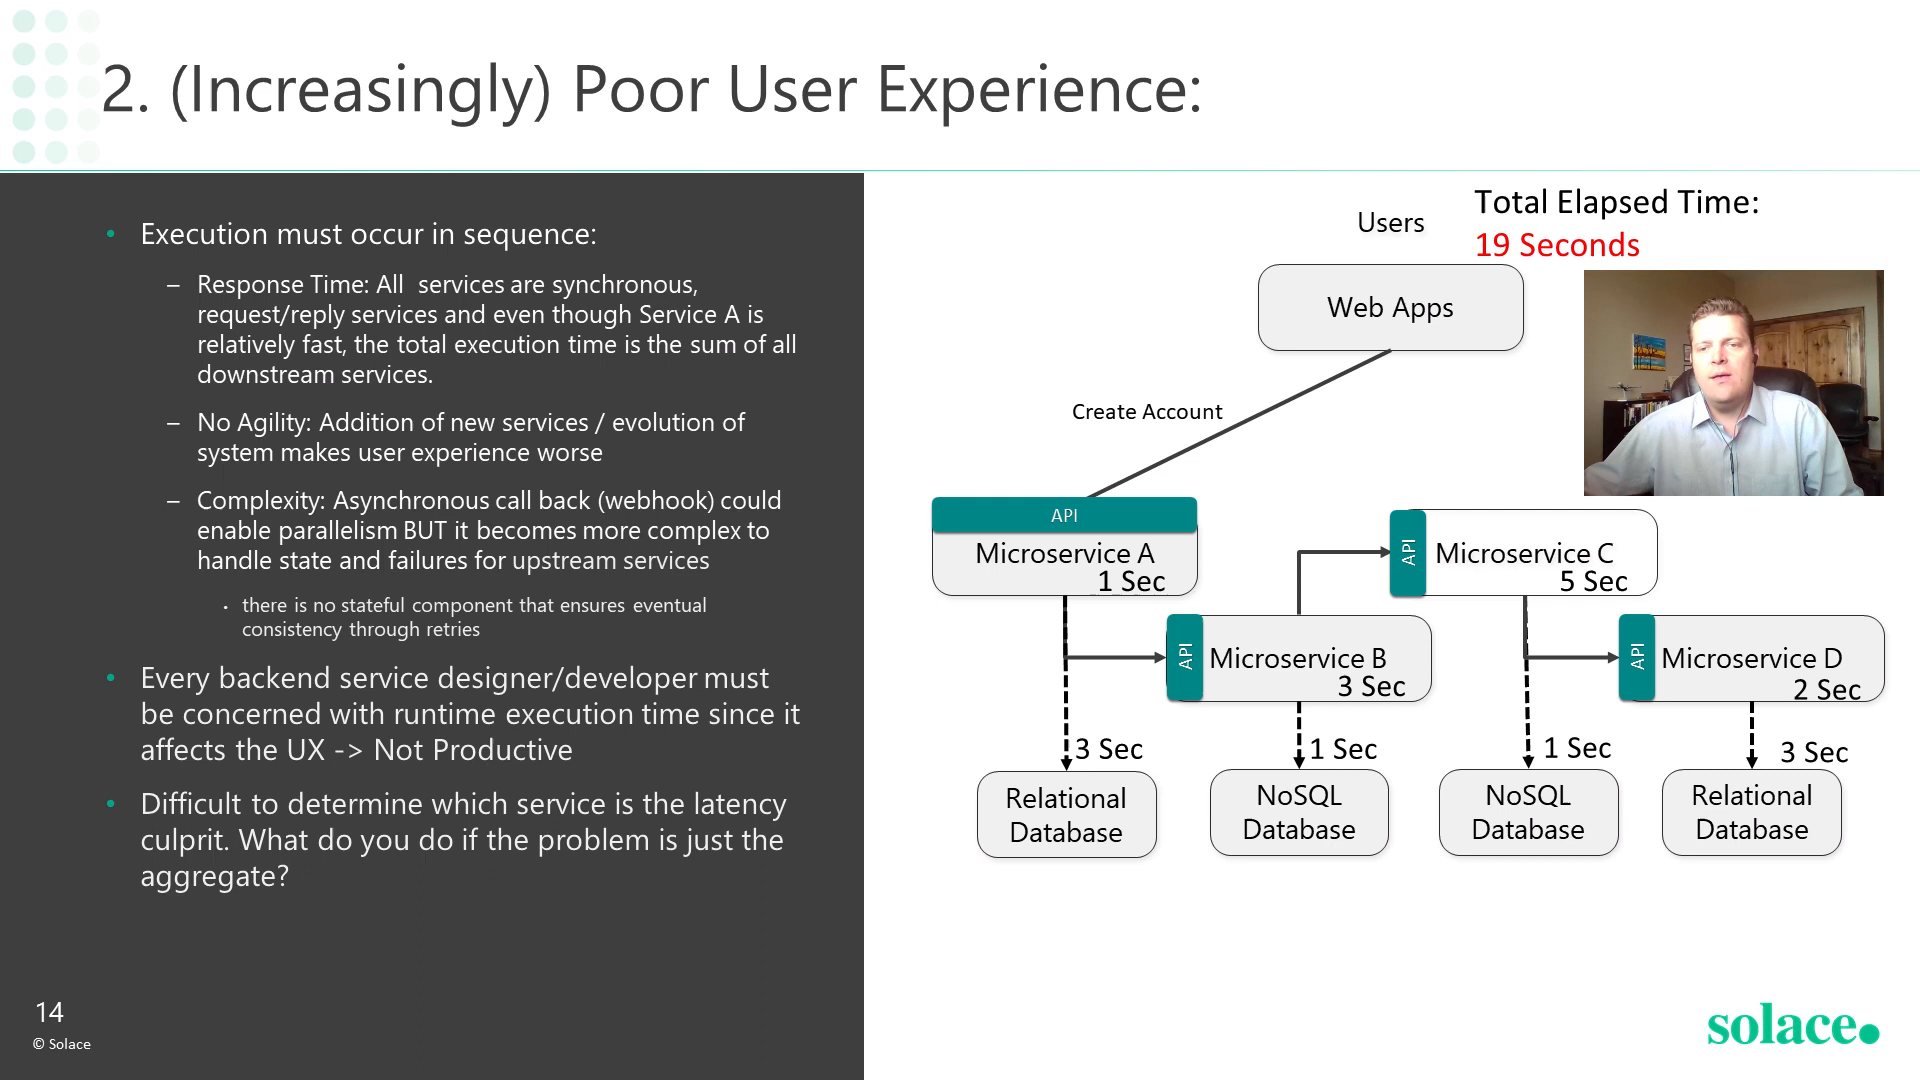 2. (Increasingly) Poor User Experience:
• Execution must occur in sequence:
– Response Time: All services are synchronous,
request/reply services and even though Service A is
relatively fast, the total execution time is the sum of all
downstream services.
– No Agility: Addition of new services / evolution of
system makes user experience worse
– Complexity: Asynchronous call back (webhook) could
enable parallelism BUT it becomes more complex to
handle state and failures for upstream services
• there is no stateful component that ensures eventual
consistency through retries
• Every backend service designer/developer must
be concerned with runtime execution time since it
affects the UX -> Not Productive
• Difficult to determine which service is the latency
culprit. What do you do if the problem is just the
aggregate?
14
© Solace
Users
Total Elapsed Time:
19 Seconds
Web Apps
Create Account
API
Microservice A
1 Sec
API
Microservice C
5 Sec
API
Microservice B
3 Sec
API
Microservice D
2 Sec
3 Sec
1 Sec
1 Sec
3 Sec
Relational
Database
NoSQL
Database
NoSQL
Database
Relational
Database
solace.